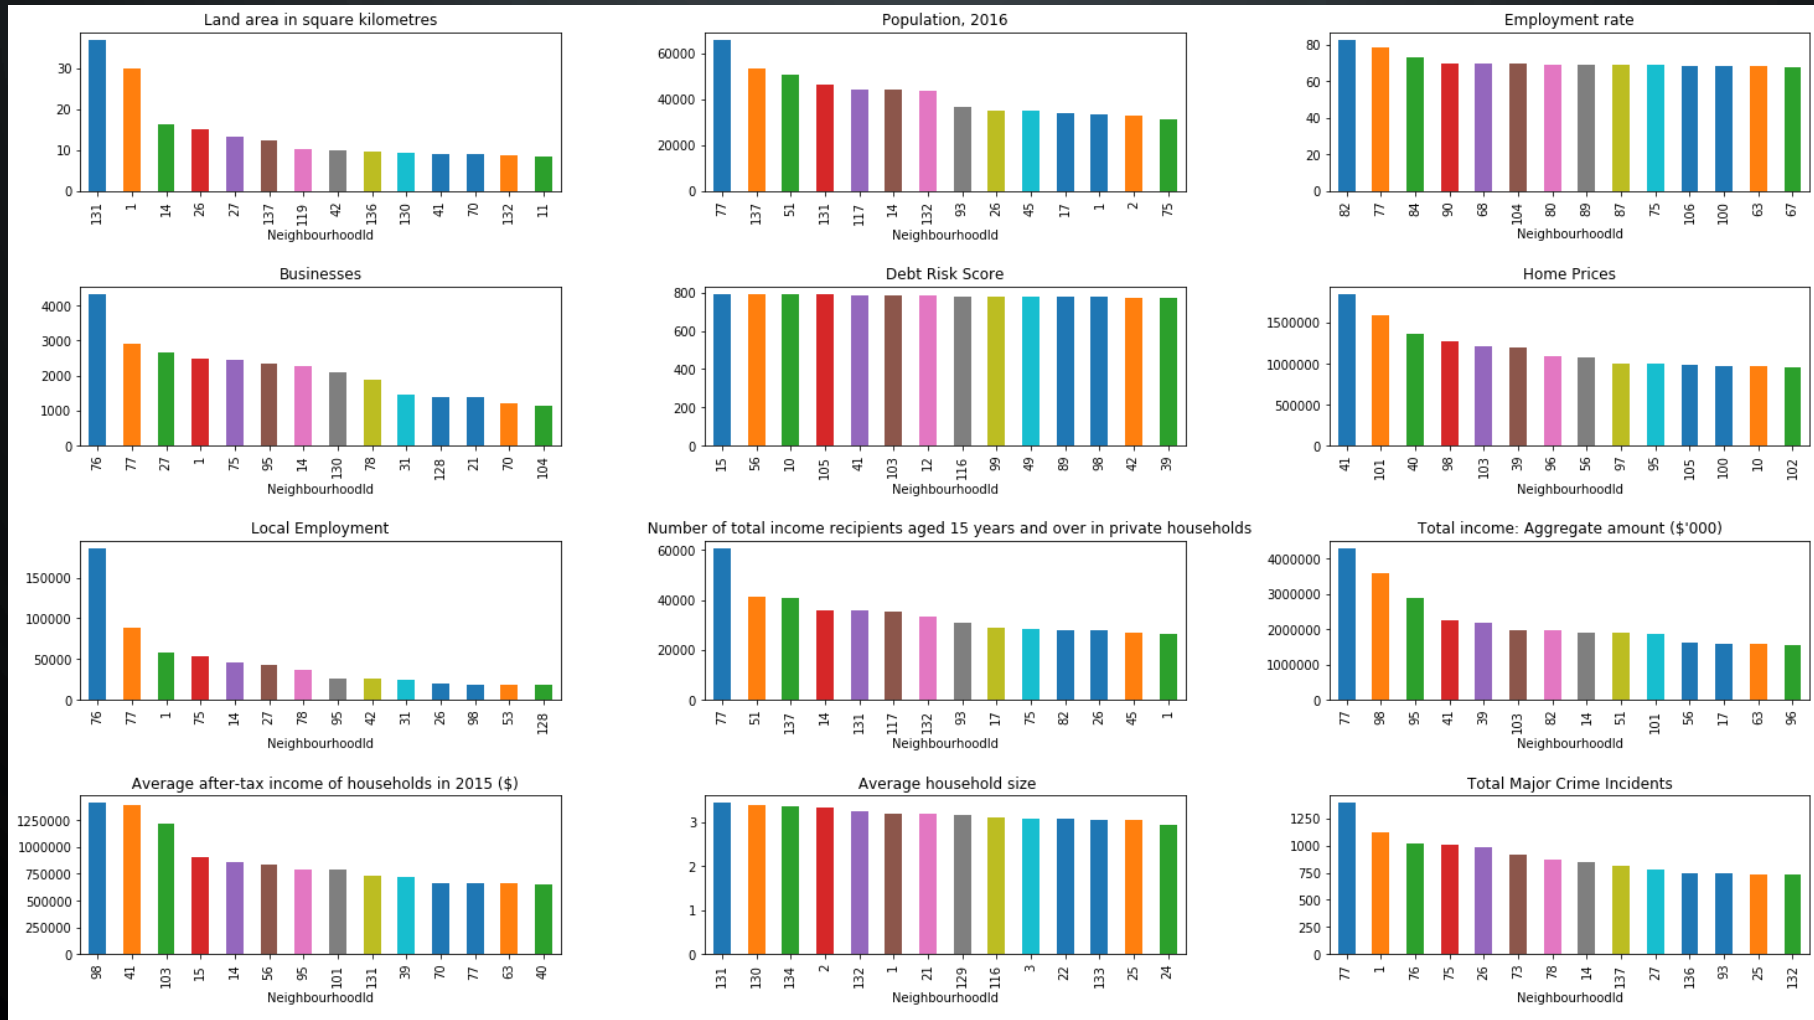 Land area in square kilometres
30
20
10
0
131 1 14 26 27 137 119 42 136 130 41 70 132 11
NeighbourhoodId
Population, 2016
60000
40000
20000
0
77 137 51 131 117 14 132 93 26 45 17 1 2 75
NeighbourhoodId
Employment rate
80
60
40
20
0
82 77 84 90 68 104 80 89 87 75 106 100 63 67
NeighbourhoodId
Businesses
4000
3000
2000
1000
0
76 77 27 1 75 95 14 130 78 31 128 21 70 104
NeighbourhoodId
Debt Risk Score
800
600
400
200
0
15 56 10 105 41 103 12 116 99 49 89 98 42 39
NeighbourhoodId
Home Prices
1500000
1000000
500000
0
41 101 40 98 103 39 96 56 97 95 105 100 10 102
NeighbourhoodId
Local Employment
150000
100000
50000
0
76 77 1 75 14 27 78 95 42 31 26 98 53 128
NeighbourhoodId
Number of total income recipients aged 15 years and over in private households
60000
40000
20000
0
77 51 137 14 131 117 132 93 17 75 82 26 45 1
NeighbourhoodId
Total income: Aggregate amount ($'000)
4000000
3000000
2000000
1000000
0
77 98 95 41 39 103 82 14 51 101 56 17 63 96
NeighbourhoodId
Average after-tax income of households in 2015 ($)
1250000
1000000
750000
500000
250000
0
98 41 103 15 14 56 95 101 131 39 70 77 63 40
NeighbourhoodId
Average household size
3
2
1
0
131 130 134 2 132 1 21 129 116 3 22 133 25 24
NeighbourhoodId
Total Major Crime Incidents
1250
1000
750
500
250
0
77 1 76 75 26 73 78 14 137 27 136 93 25 132
NeighbourhoodId